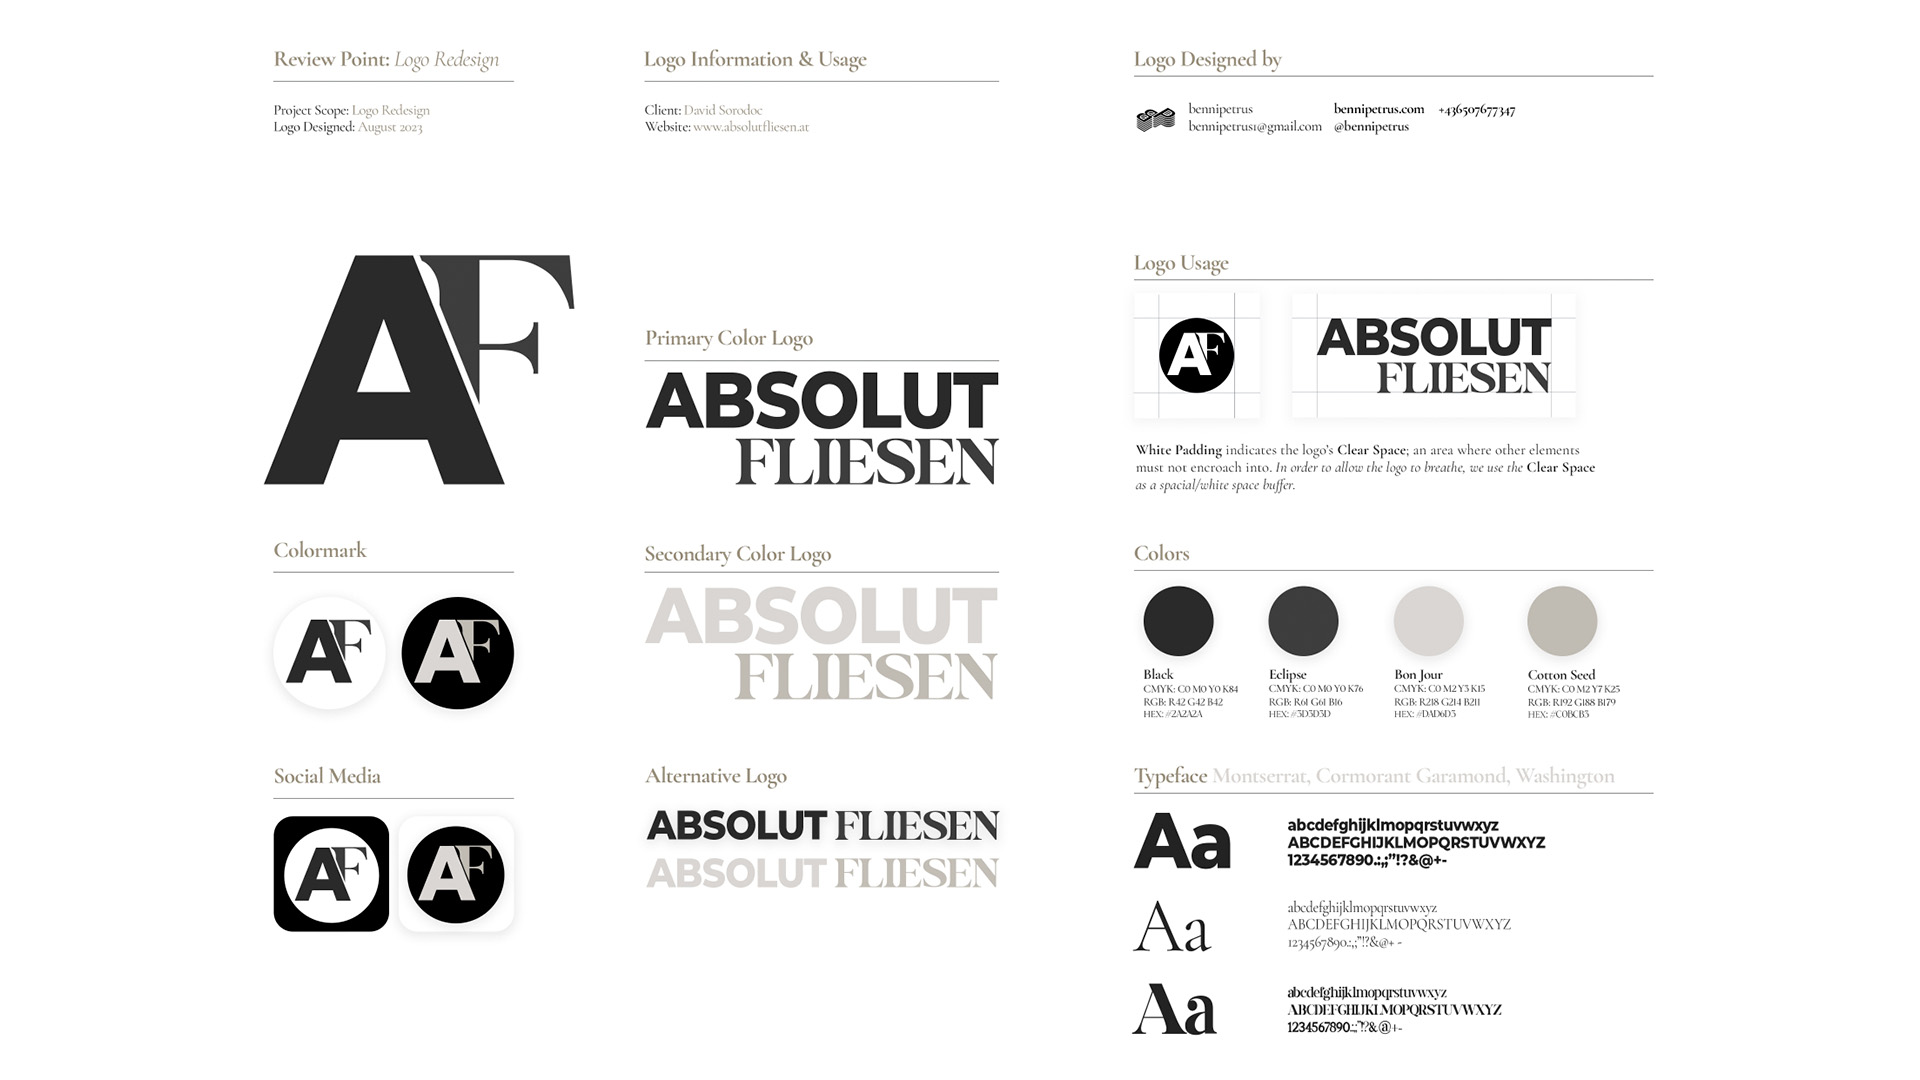 Review Point: Logo Redesign
Project Scope: Logo Redesign
Logo Designed: August 2023
Logo Information & Usage
Client: David Sorodoc
Website: www.absolutfliesen.at
Logo Designed by
bennipetrus
bennipetrus1@gmail.com
bennipetrus.com +436507677347
@bennipetrus
AF
Primary Color Logo
ABSOLUT
FLIESEN
Logo Usage
AF
ABSOLUT
FLIESEN
White Padding indicates the logo's Clear Space; an area where other elements
must not encroach into. In order to allow the logo to breathe, we use the Clear Space
as a spacial/white space buffer.
Colormark
AF AF
Secondary Color Logo
ABSOLUT
FLIESEN
Colors
Black
CMYK: C0 M0 Y0 K84
RGB: R42 G42 B42
HEX: #2A2A2A
Eclipse
CMYK: C0 M0 Y0 K76
RGB: R61 G61 B16
HEX: #3D3D3D
Bon Jour
CMYK: C0 M2 Y3 K15
RGB: R218 G214 B211
HEX: #DAD6D3
Cotton Seed
CMYK: C0 M2 Y7 K25
RGB: R192 G188 B179
HEX: #C0BCB3
Social Media
AF AF
Alternative Logo
ABSOLUT FLIESEN
ABSOLUT FLIESEN
Typeface Montserrat, Cormorant Garamond, Washington
Aa
abcdefghijklmopqrstuvwxyz
ABCDEFGHIJKLMOPQRSTUVWXYZ
1234567890.:,;"!?&@+-
Aa
abcdefghijklmopqrstuvwxyz
ABCDEFGHIJKLMOPQRSTUVWXYZ
1234567890.:,;"!?&@+ -
Aa
abcdefghijklmopqrstuvwxyz
ABCDEFGHIJKLMOPQRSTUVWXYZ
1234567890.:,;"!?&@+-